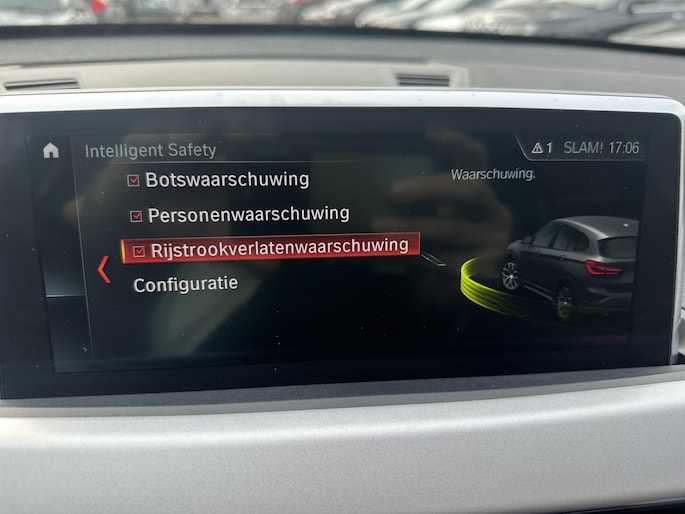 Intelligent Safety
1 SLAM! 17:06
Botswaarschuwing
Personenwaarschuwing
Rijstrookverlatenwaarschuwing
Configuratie
Waarschuwing.